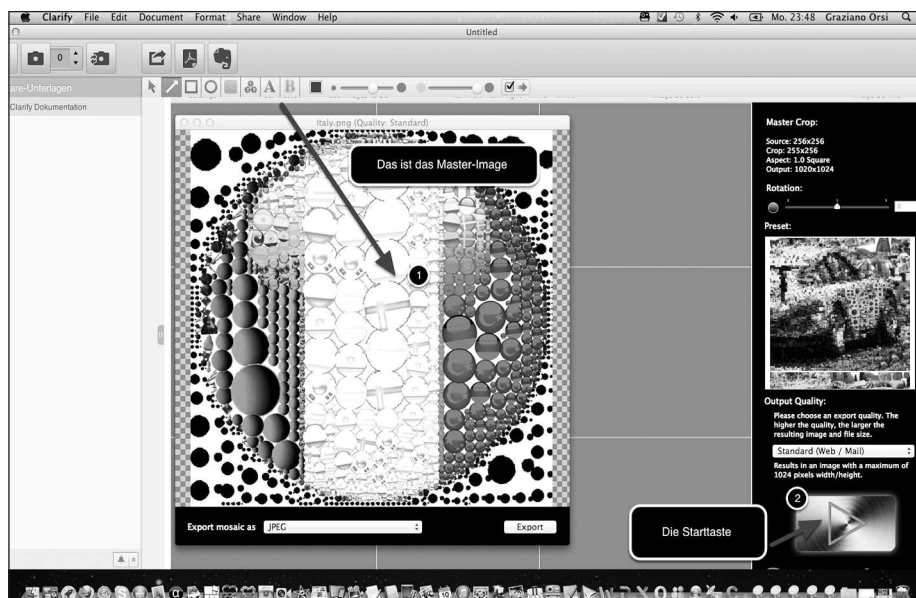 Clarify File Edit Document Format Share Window Help Mo. 23:48 Graziano Orsi
Untitled
0
are-Unterlagen
Clarify Dokumentation
A B
Italy.png (Quality: Standard)
Das ist das Master-Image
1
Master Crop:
Source: 256x256
Crop: 255x256
Aspect: 1.0 Square
Output: 1020x1024
Rotation:
Preset:
Output Quality:
Please choose an export quality. The
higher the quality, the larger the
resulting image and file size.
Standard (Web / Mail)
Results in an image with a maximum of
1024 pixels width/height.
2
Die Starttaste
Export mosaic as JPEG Export